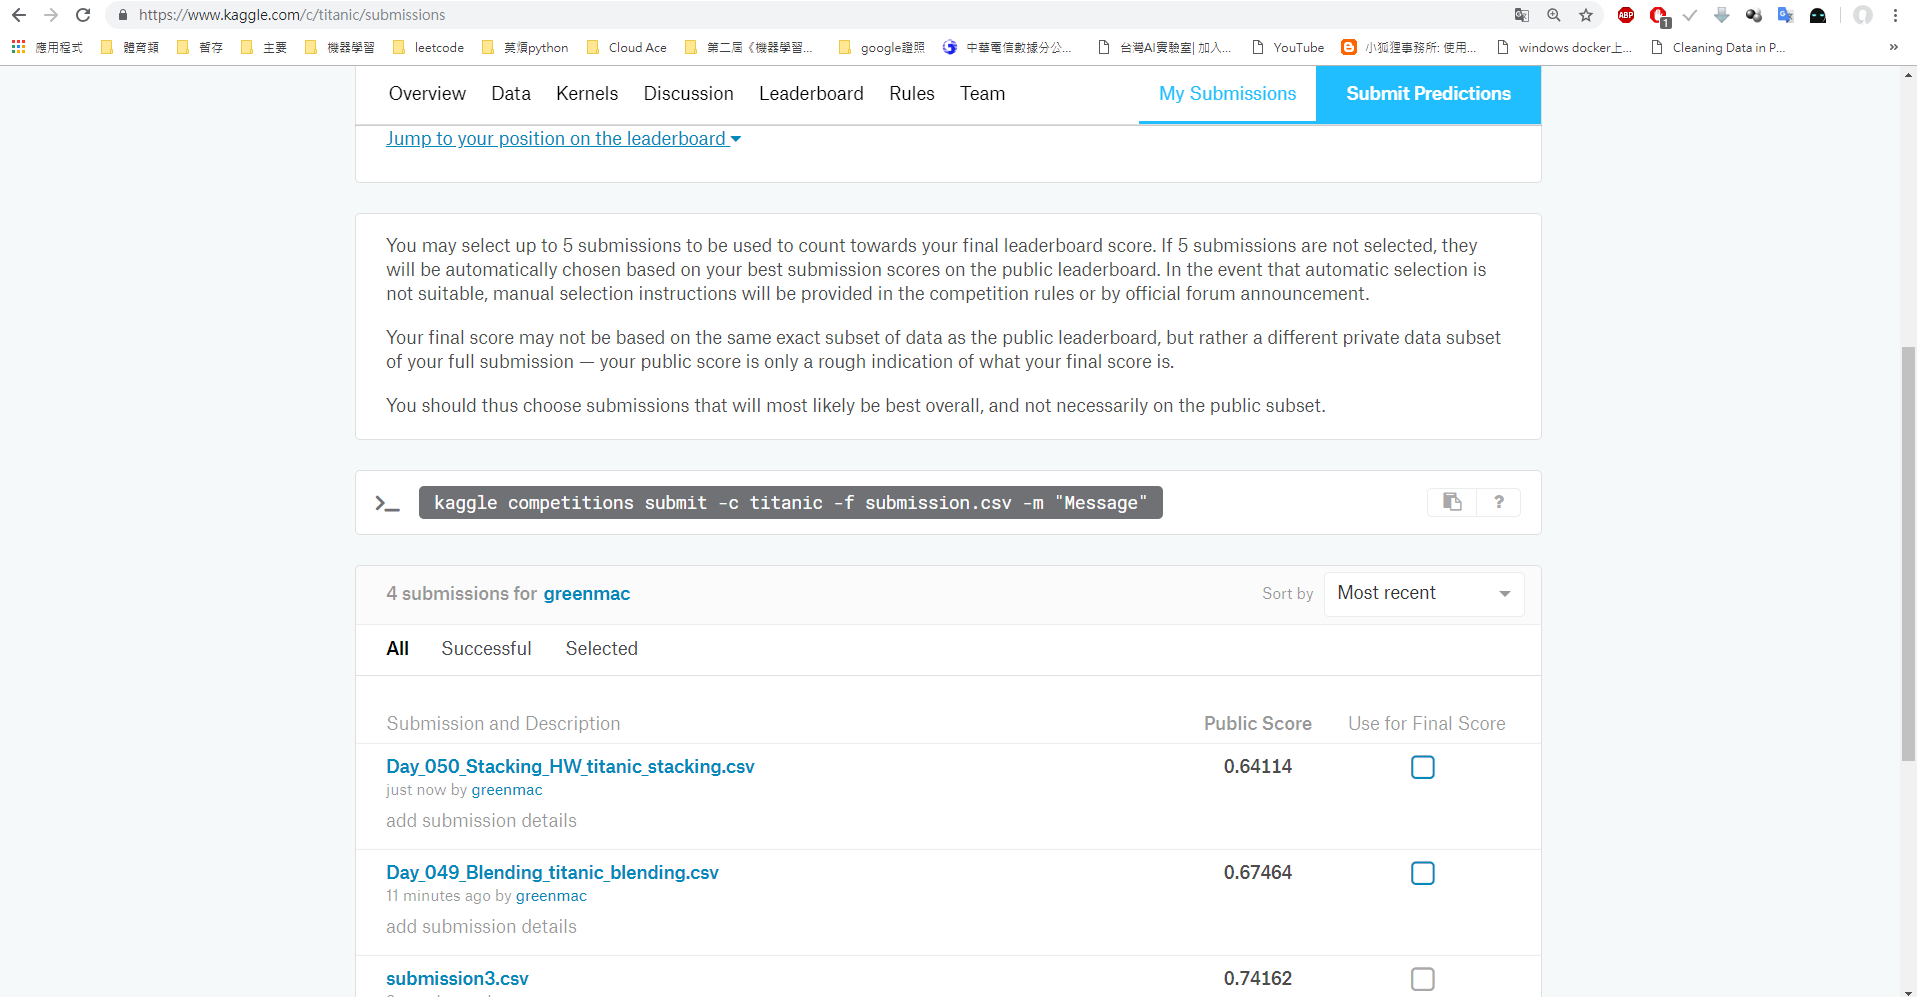 https://www.kaggle.com/c/titanic/submissions
ABP
1
應用程式 體育類 暫存 主要 機器學習 leetcode 莫煩python Cloud Ace 第二屆《機器學習... google證照 中華電信數據分公... 台灣AI實驗室| 加入... YouTube 小狐狸事務所: 使用... windows docker上... Cleaning Data in P... »
Overview Data Kernels Discussion Leaderboard Rules Team My Submissions Submit Predictions
Jump to your position on the leaderboard
You may select up to 5 submissions to be used to count towards your final leaderboard score. If 5 submissions are not selected, they
will be automatically chosen based on your best submission scores on the public leaderboard. In the event that automatic selection is
not suitable, manual selection instructions will be provided in the competition rules or by official forum announcement.
Your final score may not be based on the same exact subset of data as the public leaderboard, but rather a different private data subset
of your full submission — your public score is only a rough indication of what your final score is.
You should thus choose submissions that will most likely be best overall, and not necessarily on the public subset.
>_ kaggle competitions submit -c titanic -f submission.csv -m "Message" ?
4 submissions for greenmac Sort by Most recent
All Successful Selected
Submission and Description Public Score Use for Final Score
Day_050_Stacking_HW_titanic_stacking.csv 0.64114
just now by greenmac
add submission details
Day_049_Blending_titanic_blending.csv 0.67464
11 minutes ago by greenmac
add submission details
submission3.csv 0.74162